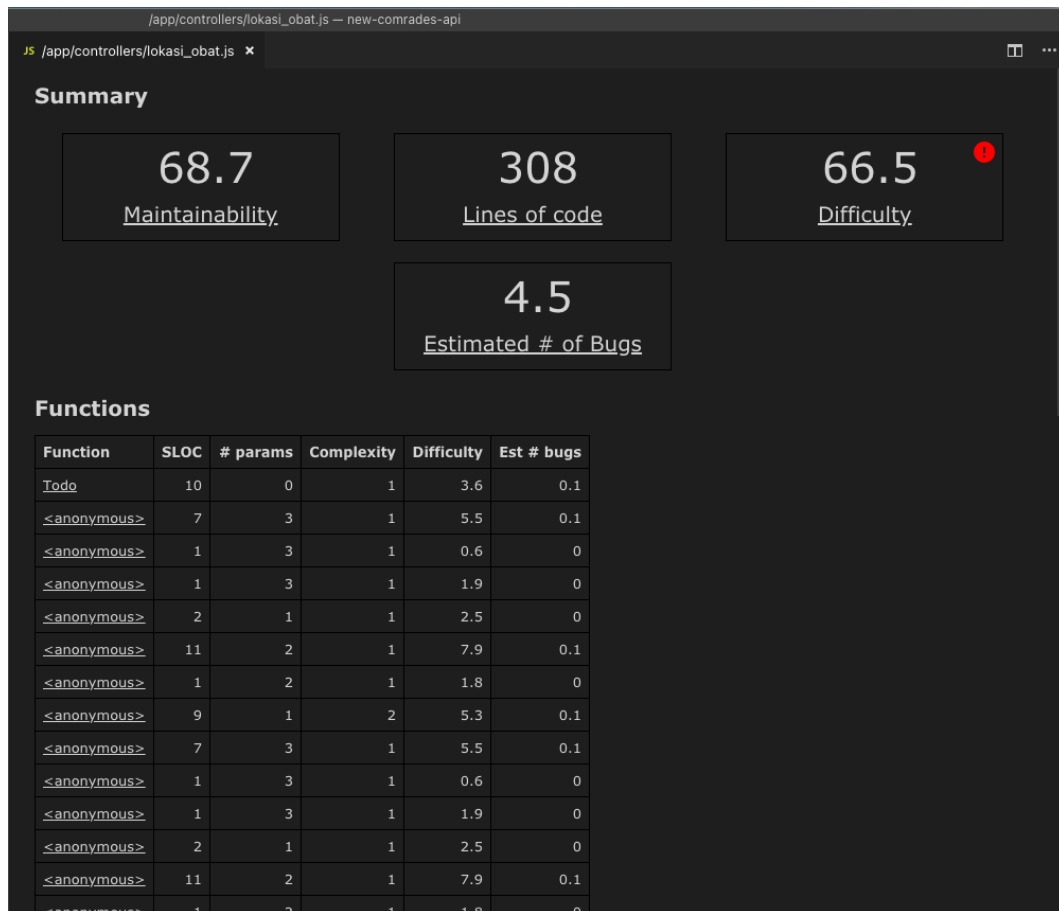 /app/controllers/lokasi_obat.js — new-comrades-api
JS /app/controllers/lokasi_obat.js ×
Summary
68.7 308 66.5 !
Maintainability Lines of code Difficulty
4.5
Estimated # of Bugs
Functions
Function SLOC # params Complexity Difficulty Est # bugs
Todo 10 0 1 3.6 0.1
<anonymous> 7 3 1 5.5 0.1
<anonymous> 1 3 1 0.6 0
<anonymous> 1 3 1 1.9 0
<anonymous> 2 1 1 2.5 0
<anonymous> 11 2 1 7.9 0.1
<anonymous> 1 2 1 1.8 0
<anonymous> 9 1 2 5.3 0.1
<anonymous> 7 3 1 5.5 0.1
<anonymous> 1 3 1 0.6 0
<anonymous> 1 3 1 1.9 0
<anonymous> 2 1 1 2.5 0
<anonymous> 11 2 1 7.9 0.1
<anonymous> 1 2 1 1.8 0